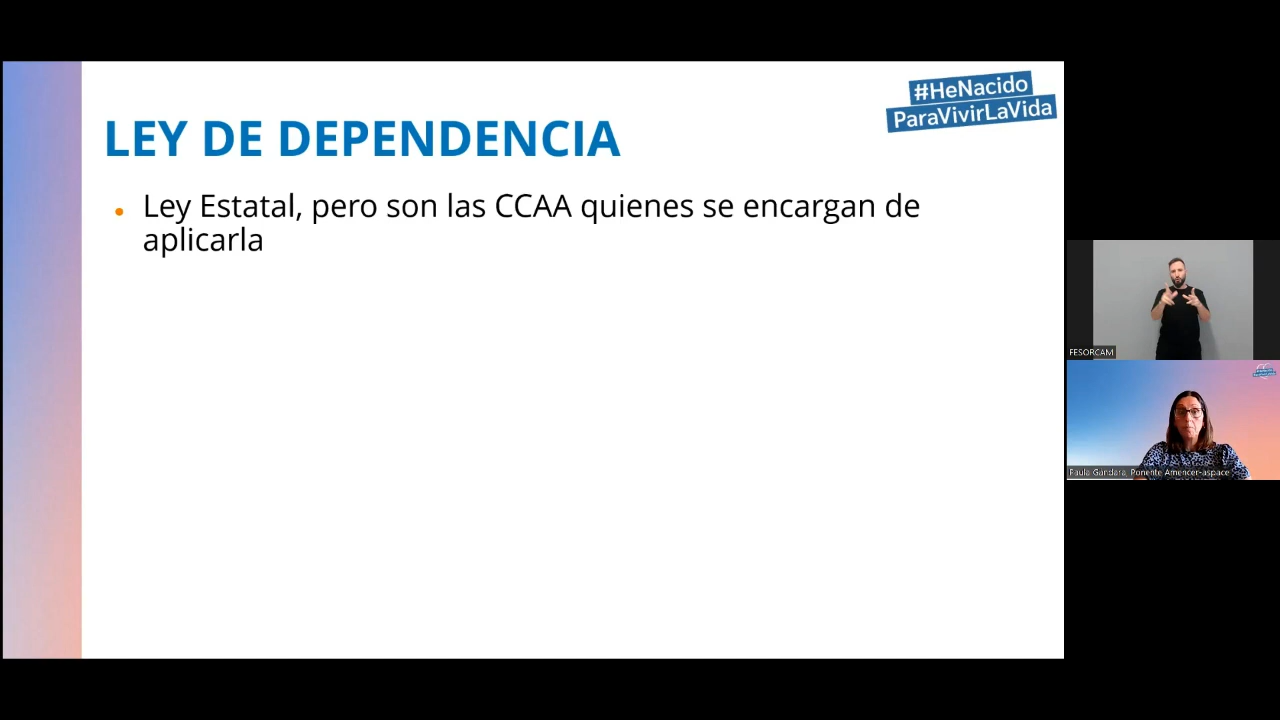 #HeNacido
ParaVivirLaVida
LEY DE DEPENDENCIA
• Ley Estatal, pero son las CCAA quienes se encargan de
aplicarla
FESORCAM
Paula Gandara, Ponente Amencer-aspace